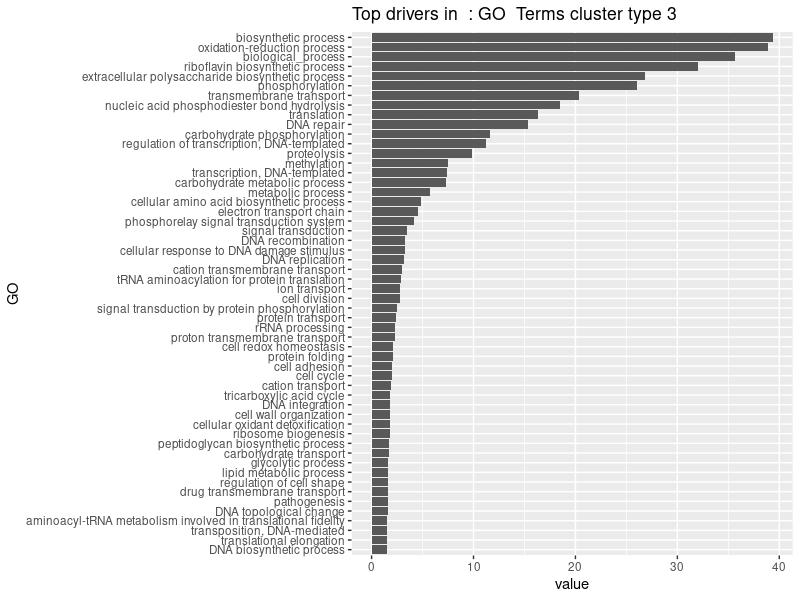 Top drivers in : GO Terms cluster type 3
biosynthetic process
oxidation-reduction process
biological_process
riboflavin biosynthetic process
extracellular polysaccharide biosynthetic process
phosphorylation
transmembrane transport
nucleic acid phosphodiester bond hydrolysis
translation
DNA repair
carbohydrate phosphorylation
regulation of transcription, DNA-templated
proteolysis
methylation
transcription, DNA-templated
carbohydrate metabolic process
metabolic process
cellular amino acid biosynthetic process
electron transport chain
phosphorelay signal transduction system
signal transduction
DNA recombination
cellular response to DNA damage stimulus
DNA replication
cation transmembrane transport
tRNA aminoacylation for protein translation
ion transport
cell division
signal transduction by protein phosphorylation
protein transport
rRNA processing
proton transmembrane transport
cell redox homeostasis
protein folding
cell adhesion
cell cycle
cation transport
tricarboxylic acid cycle
DNA integration
cell wall organization
cellular oxidant detoxification
ribosome biogenesis
peptidoglycan biosynthetic process
carbohydrate transport
glycolytic process
lipid metabolic process
regulation of cell shape
drug transmembrane transport
pathogenesis
DNA topological change
aminoacyl-tRNA metabolism involved in translational fidelity
transposition, DNA-mediated
translational elongation
DNA biosynthetic process
GO
0 10 20 30 40
value